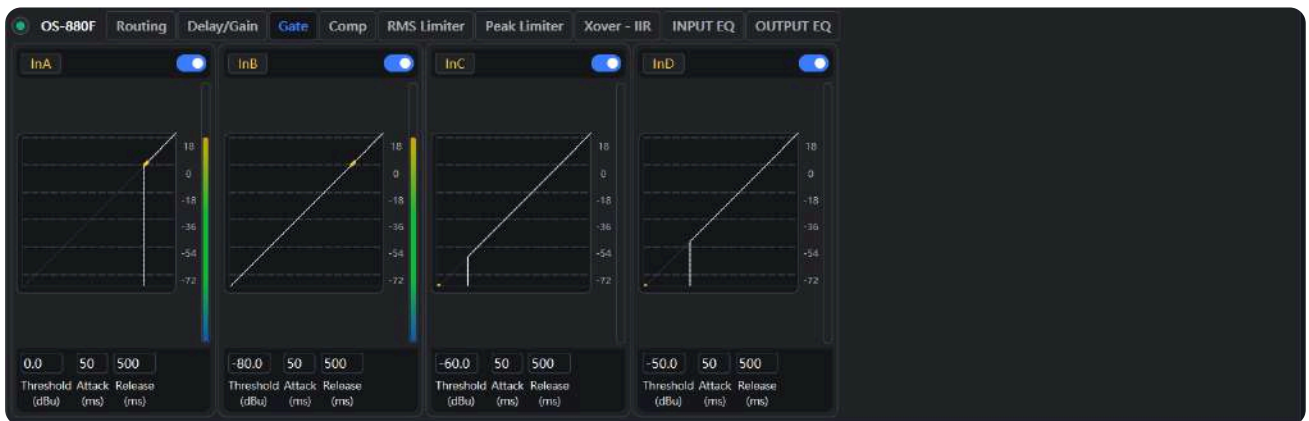 OS-880F Routing Delay/Gain Gate Comp RMS Limiter Peak Limiter Xover - IIR INPUT EQ OUTPUT EQ
InA
18
0
-18
-36
-54
-72
0.0 50 500
Threshold Attack Release
(dBu) (ms) (ms)
InB
18
0
-18
-36
-54
-72
-80.0 50 500
Threshold Attack Release
(dBu) (ms) (ms)
InC
18
0
-18
-36
-54
-72
-60.0 50 500
Threshold Attack Release
(dBu) (ms) (ms)
InD
18
0
-18
-36
-54
-72
-50.0 50 500
Threshold Attack Release
(dBu) (ms) (ms)